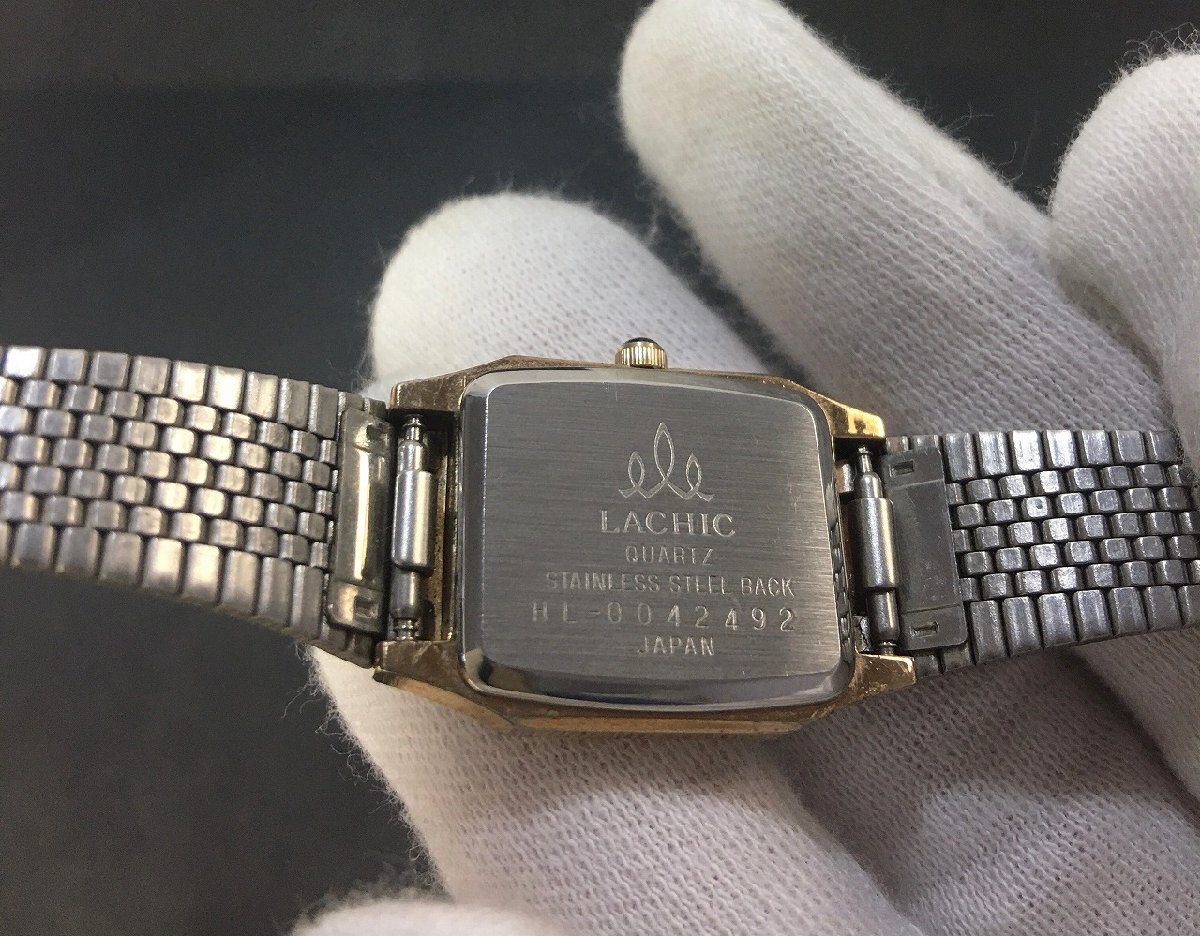 LACHIC
QUARTZ
STAINLESS STEEL BACK
HL-0042492
JAPAN